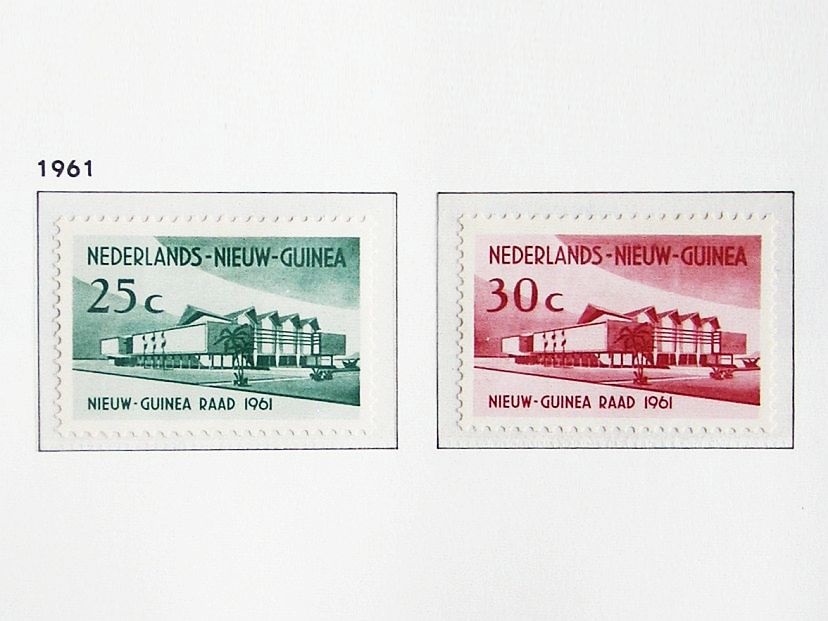 1961
NEDERLANDS-NIEUW-GUINEA
25c
NIEUW-GUINEA RAAD 1961
NEDERLANDS-NIEUW-GUINEA
30c
NIEUW-GUINEA RAAD 1961